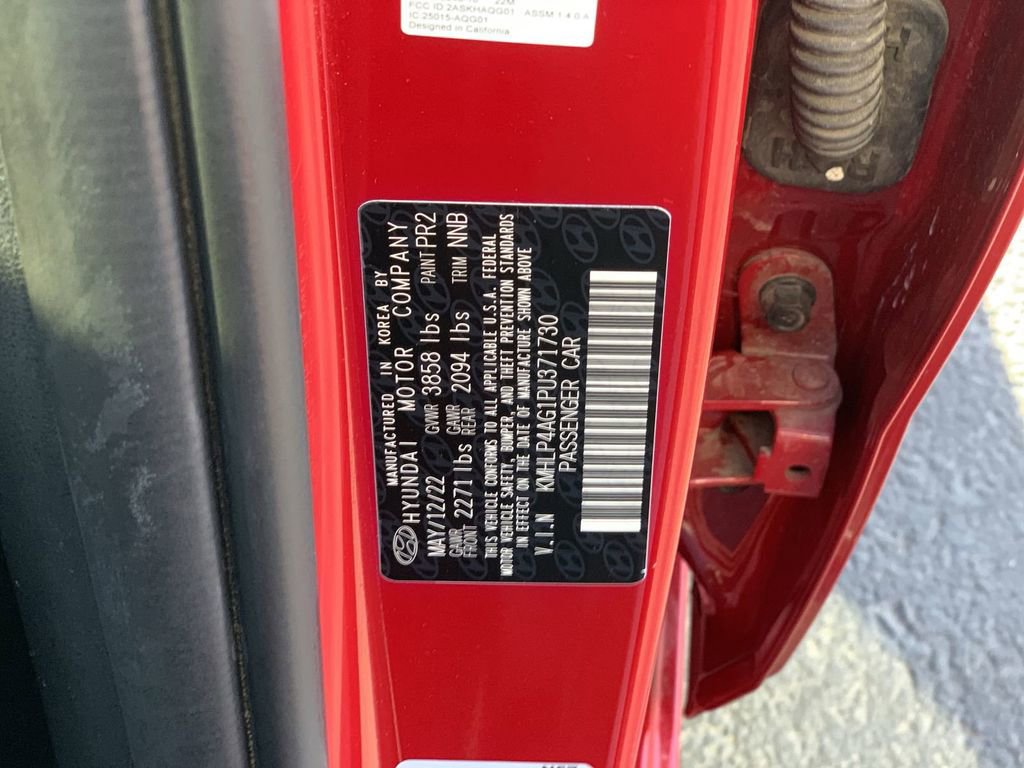 FCC ID 2ASKHAQG01 . ASSM 1.4.0.A
IC 25015-AQG01
Designed in California
MANUFACTURED IN KOREA BY
HYUNDAI MOTOR COMPANY
MAY/12/22 GVWR 3858 lbs PAINT PR2
GAWR FRONT 2271 lbs GAWR REAR 2094 lbs TRIM NNB
THIS VEHICLE CONFORMS TO ALL APPLICABLE U.S.A. FEDERAL
MOTOR VEHICLE SAFETY, BUMPER, AND THEFT PREVENTION STANDARDS
IN EFFECT ON THE DATE OF MANUFACTURE SHOWN ABOVE
V.I.N KMHLP4AG1PU371730
PASSENGER CAR